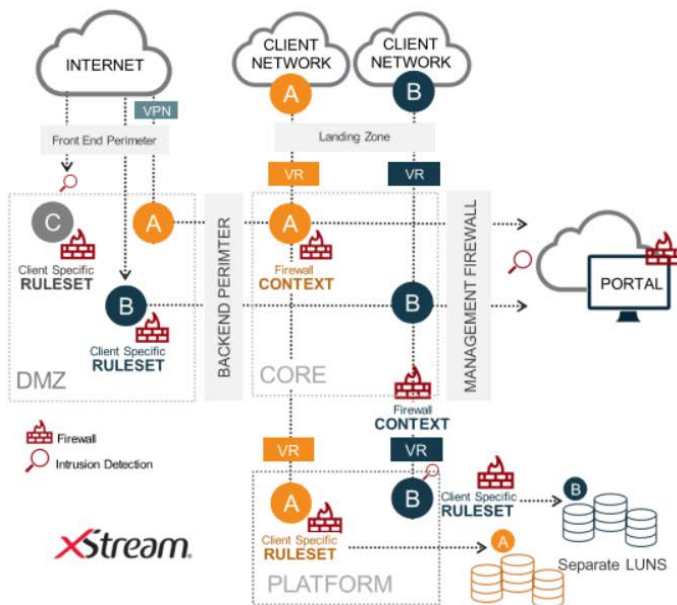 INTERNET
CLIENT
NETWORK
A
CLIENT
NETWORK
B
VPN
Front End Perimeter
Landing Zone
VR
VR
C
Client Specific
RULESET
A
B
Client Specific
RULESET
DMZ
BACKEND PERIMTER
A
Firewall
CONTEXT
B
CORE
MANAGEMENT FIREWALL
PORTAL
Firewall
CONTEXT
VR
VR
Firewall
Intrusion Detection
A
Client Specific
RULESET
B
Client Specific
RULESET
B
A
Separate LUNS
PLATFORM
xStream